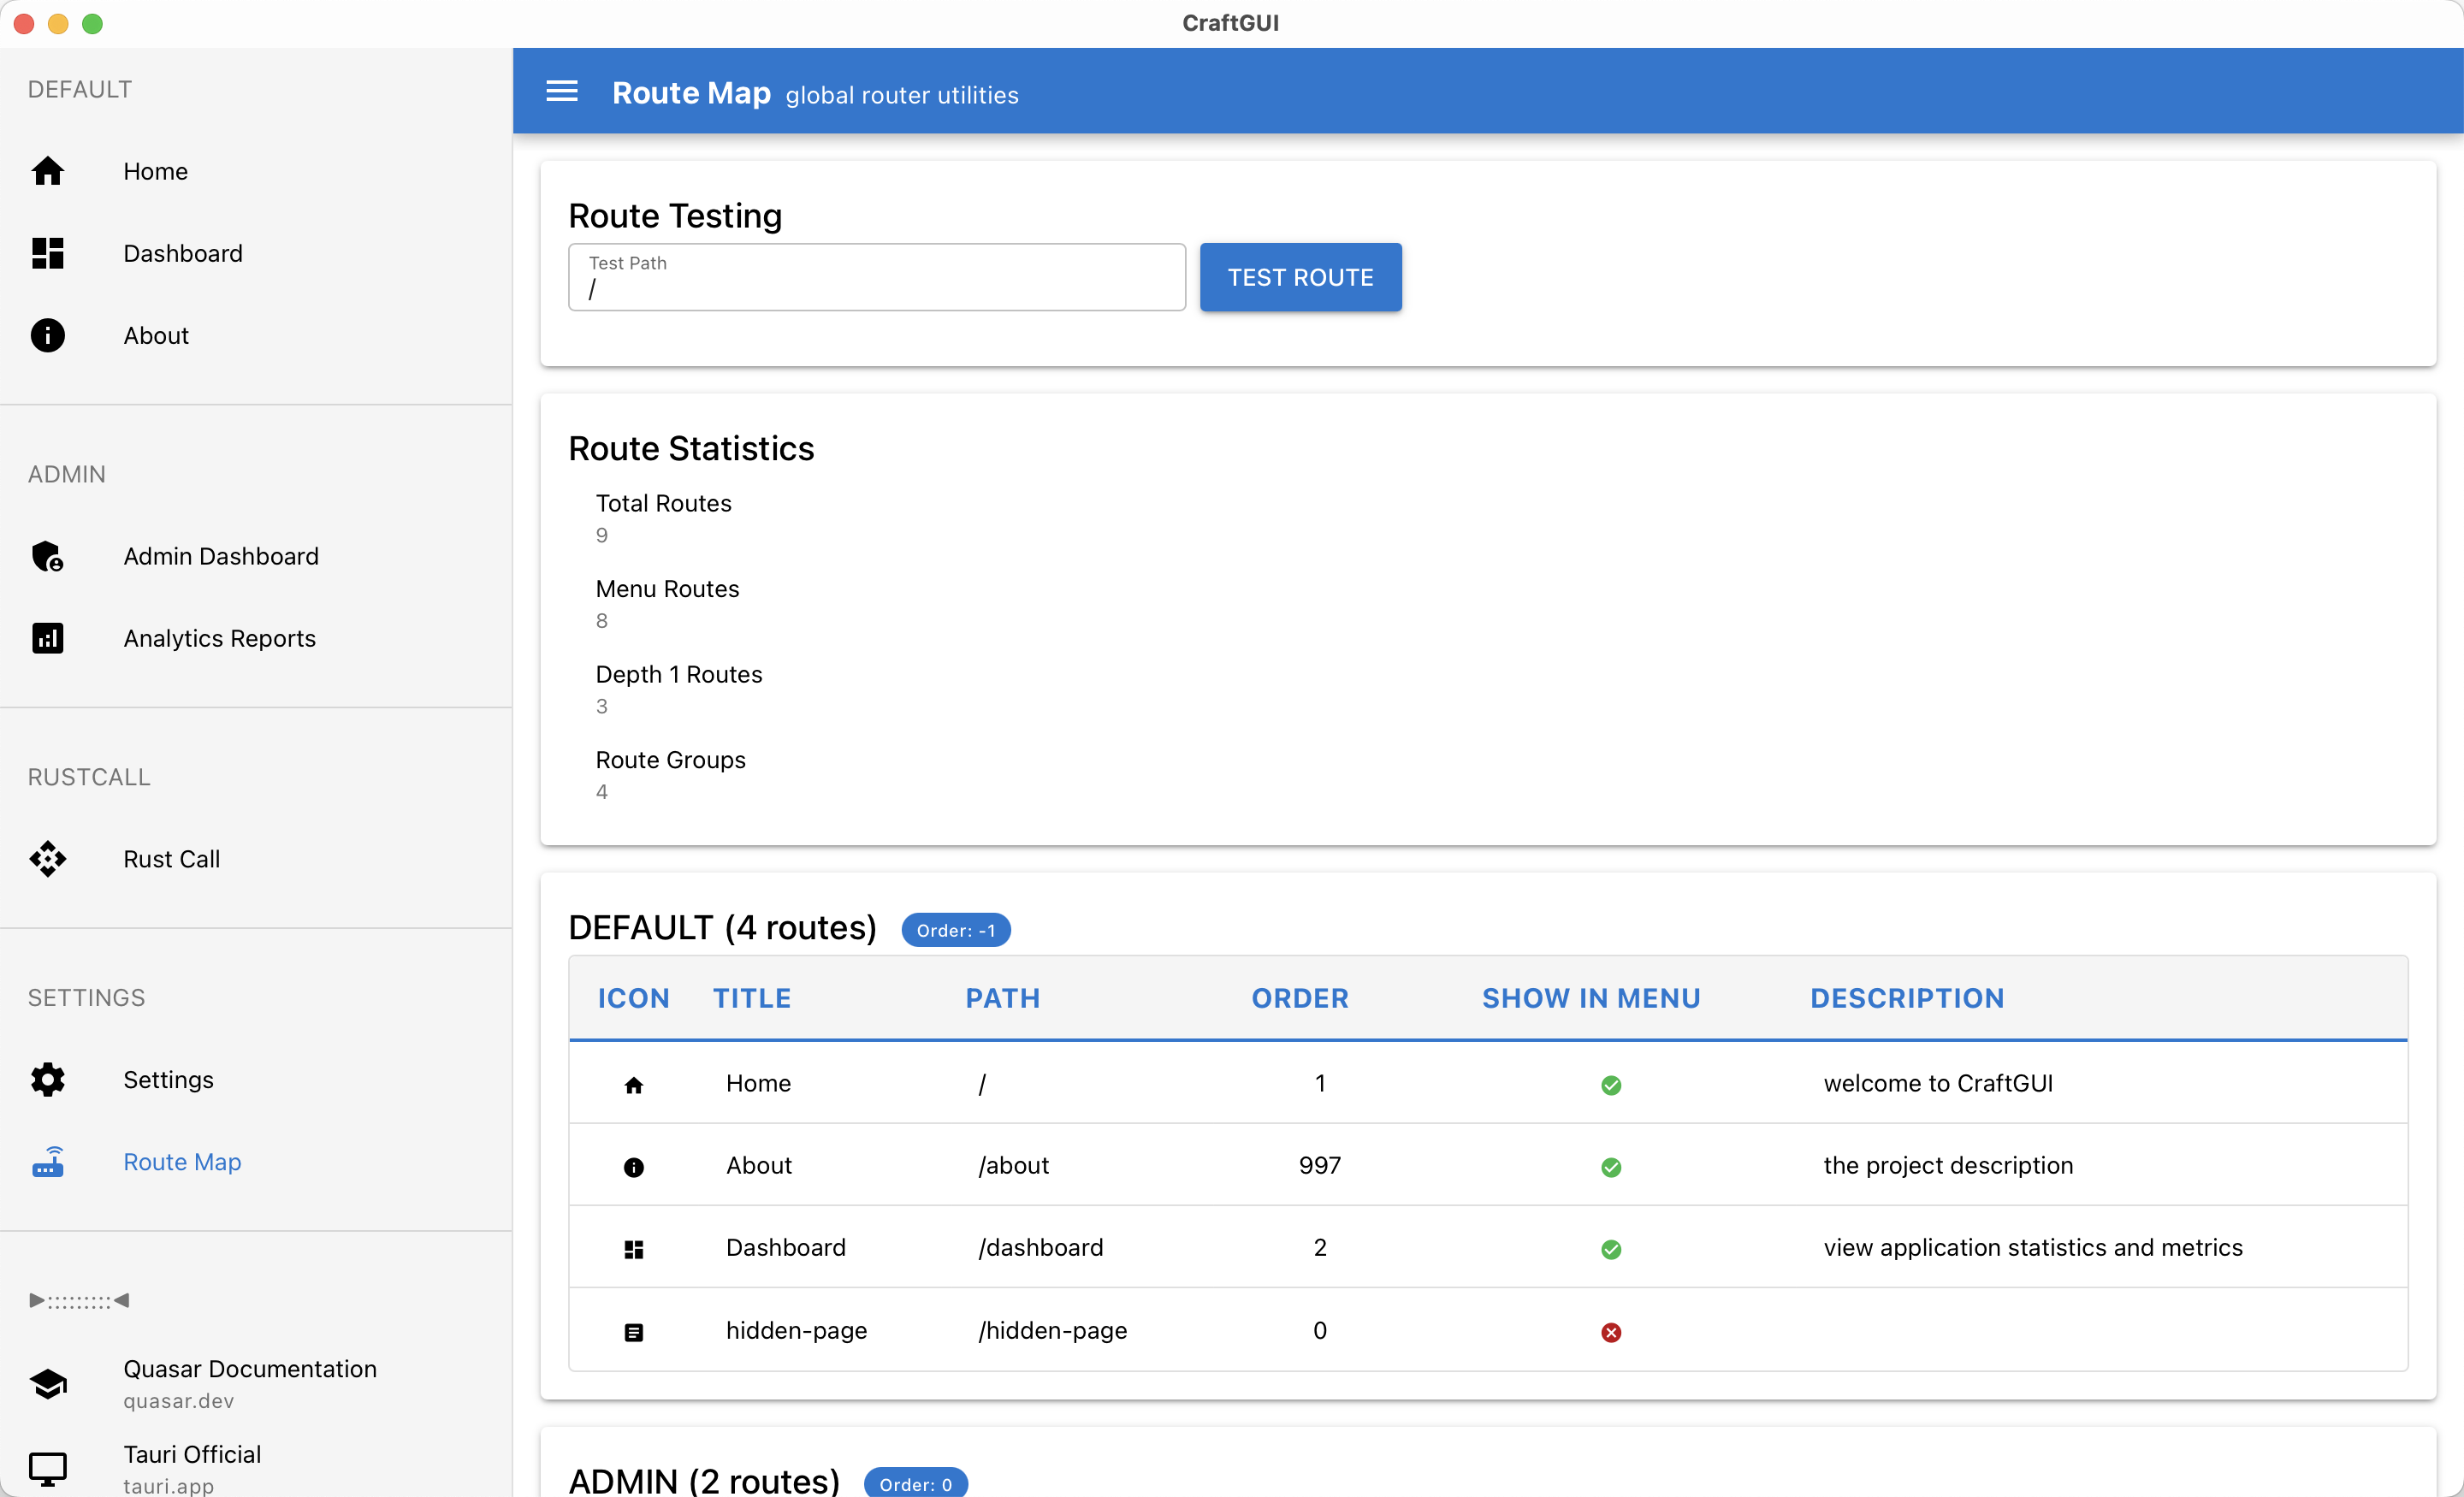 CraftGUI
DEFAULT
Home
Dashboard
About
ADMIN
Admin Dashboard
Analytics Reports
RUSTCALL
Rust Call
SETTINGS
Settings
Route Map
Quasar Documentation
quasar.dev
Tauri Official
tauri.app
Route Map global router utilities
Route Testing
Test Path
/
TEST ROUTE
Route Statistics
Total Routes
9
Menu Routes
8
Depth 1 Routes
3
Route Groups
4
DEFAULT (4 routes) Order: -1
ICON TITLE PATH ORDER SHOW IN MENU DESCRIPTION
Home / 1 welcome to CraftGUI
About /about 997 the project description
Dashboard /dashboard 2 view application statistics and metrics
hidden-page /hidden-page 0
ADMIN (2 routes) Order: 0